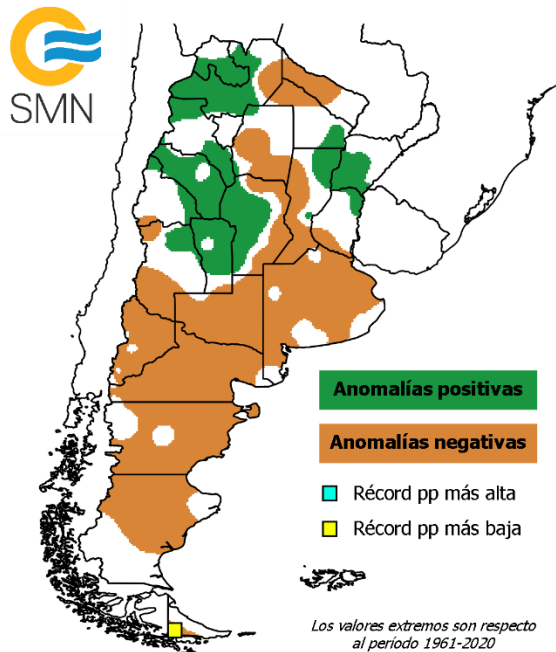 SMN
Anomalías positivas
Anomalías negativas
Récord pp más alta
Récord pp más baja
Los valores extremos son respecto
al período 1961-2020